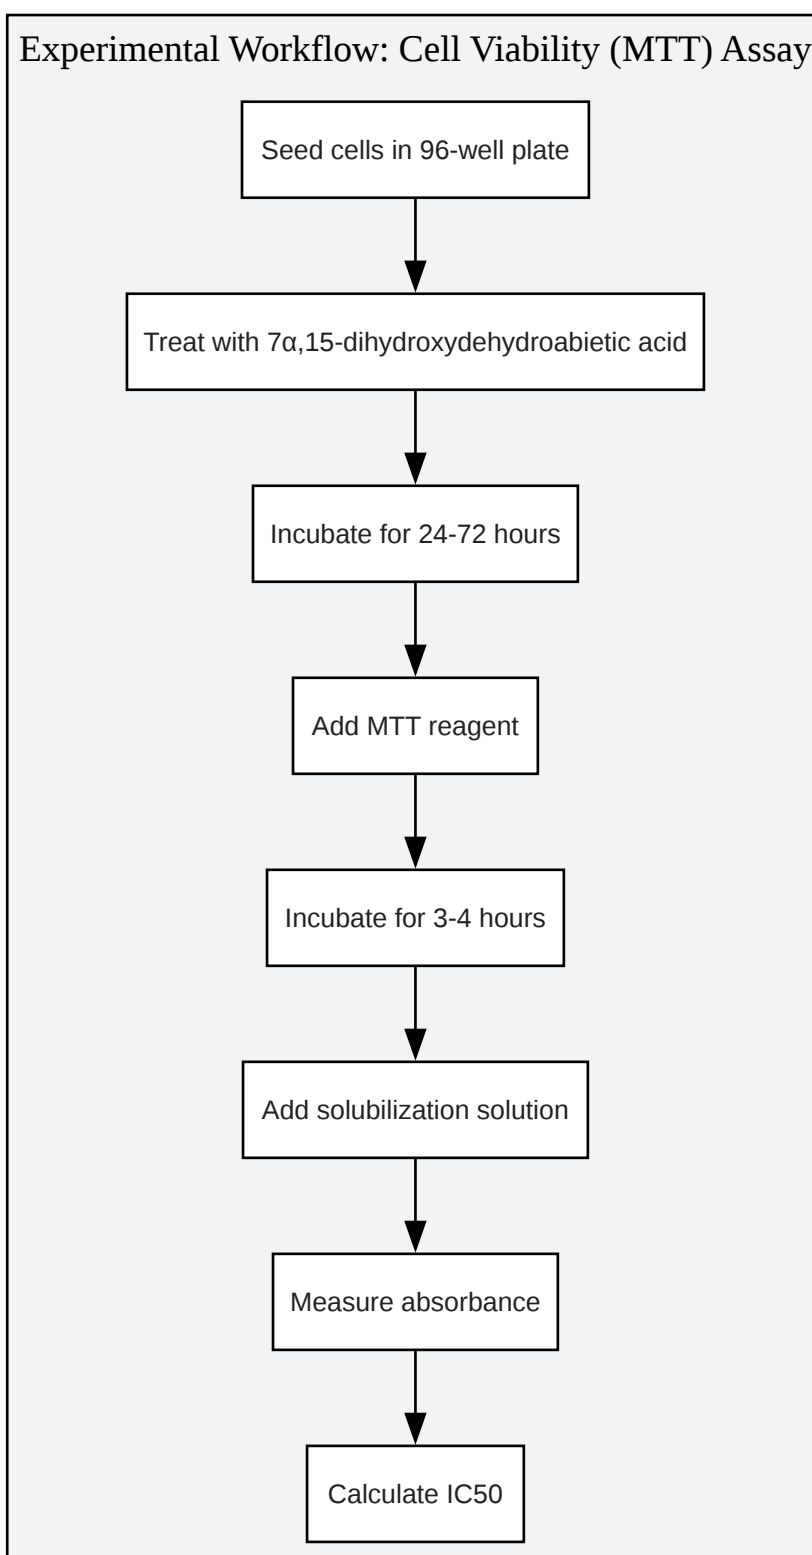 Experimental Workflow: Cell Viability (MTT) Assay
Seed cells in 96-well plate
Treat with 7α,15-dihydroxydehydroabietic acid
Incubate for 24-72 hours
Add MTT reagent
Incubate for 3-4 hours
Add solubilization solution
Measure absorbance
Calculate IC50